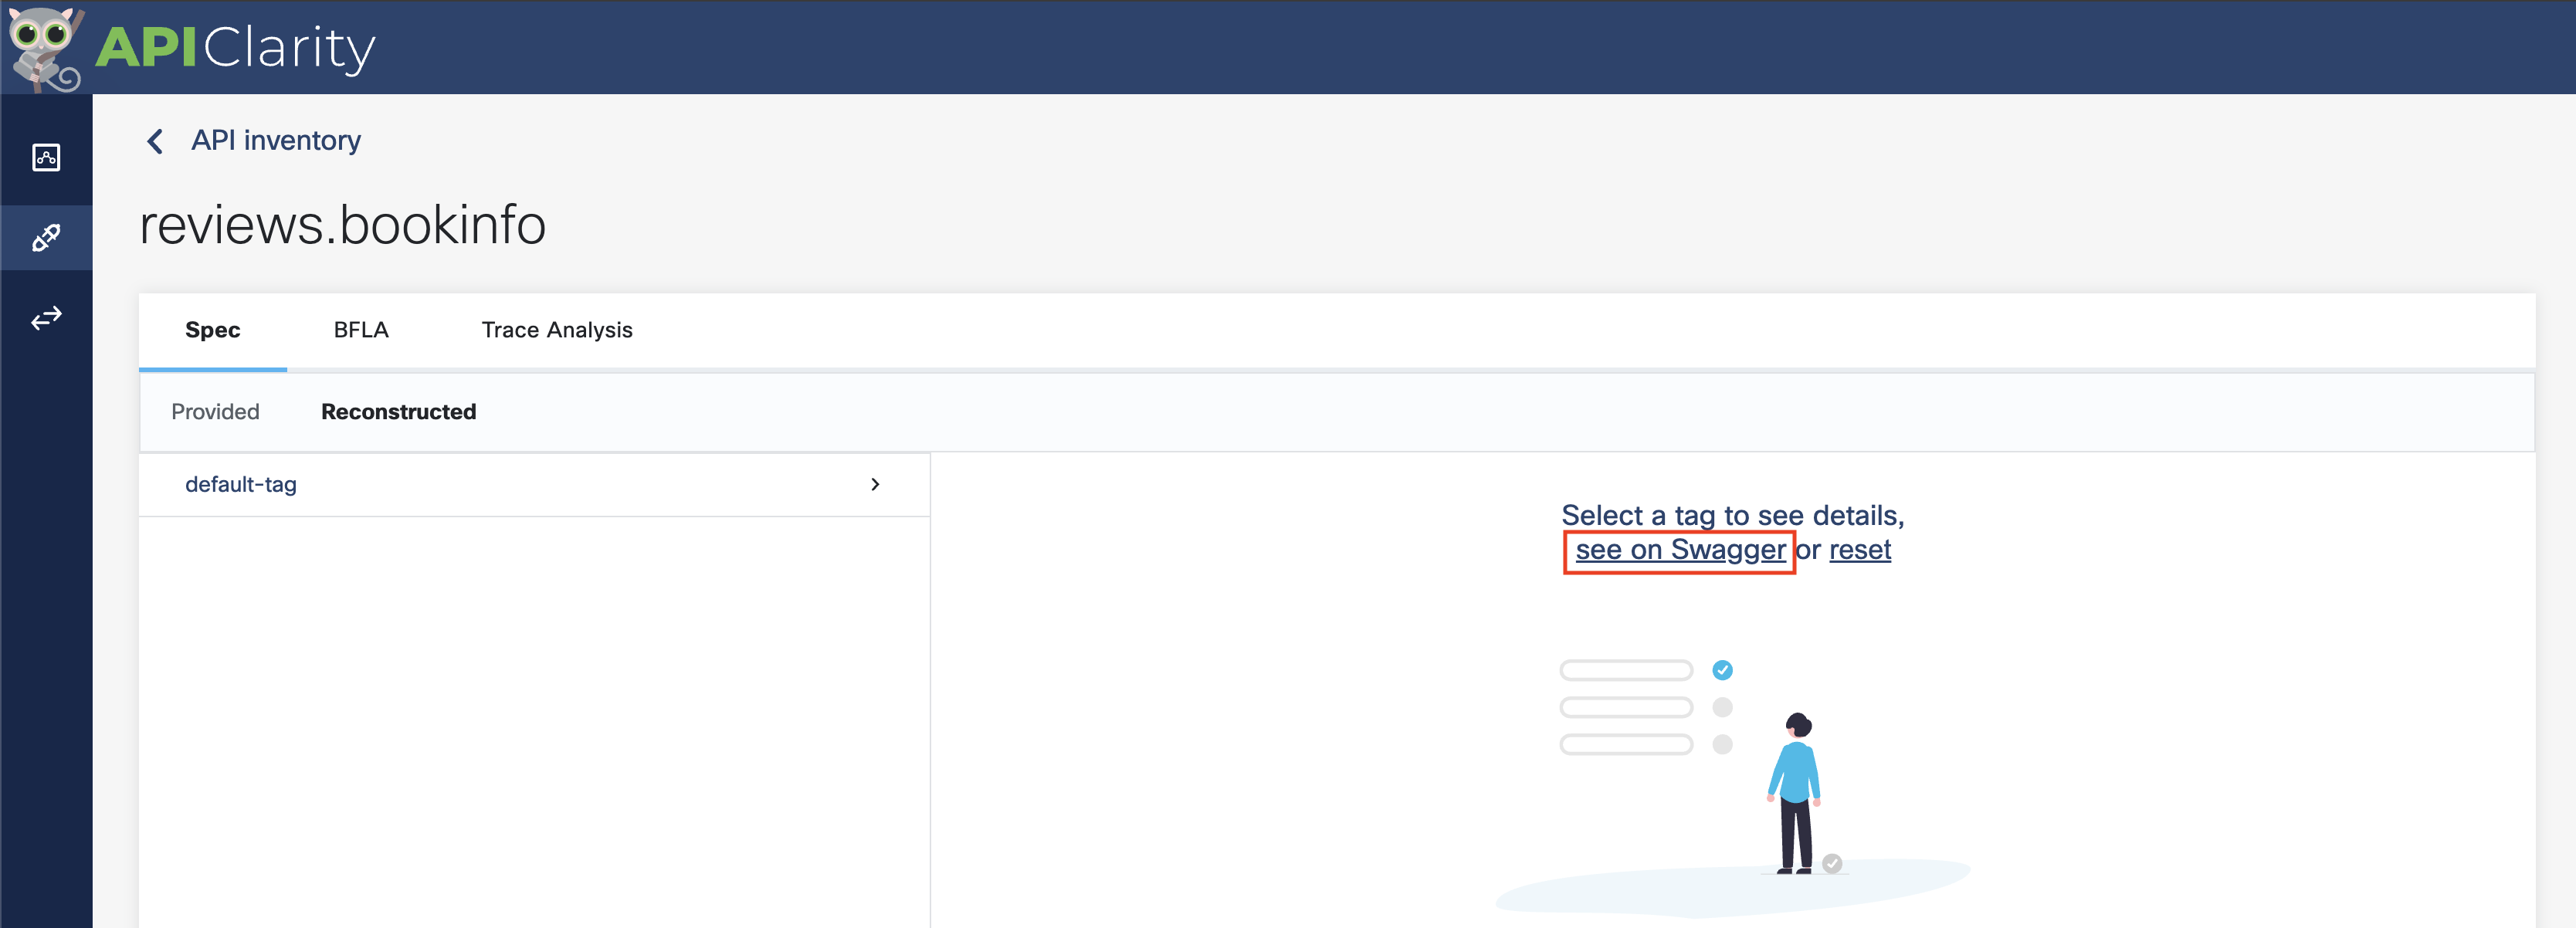 APIClarity
API inventory
reviews.bookinfo
Spec BFLA Trace Analysis
Provided Reconstructed
default-tag
Select a tag to see details,
see on Swagger or reset